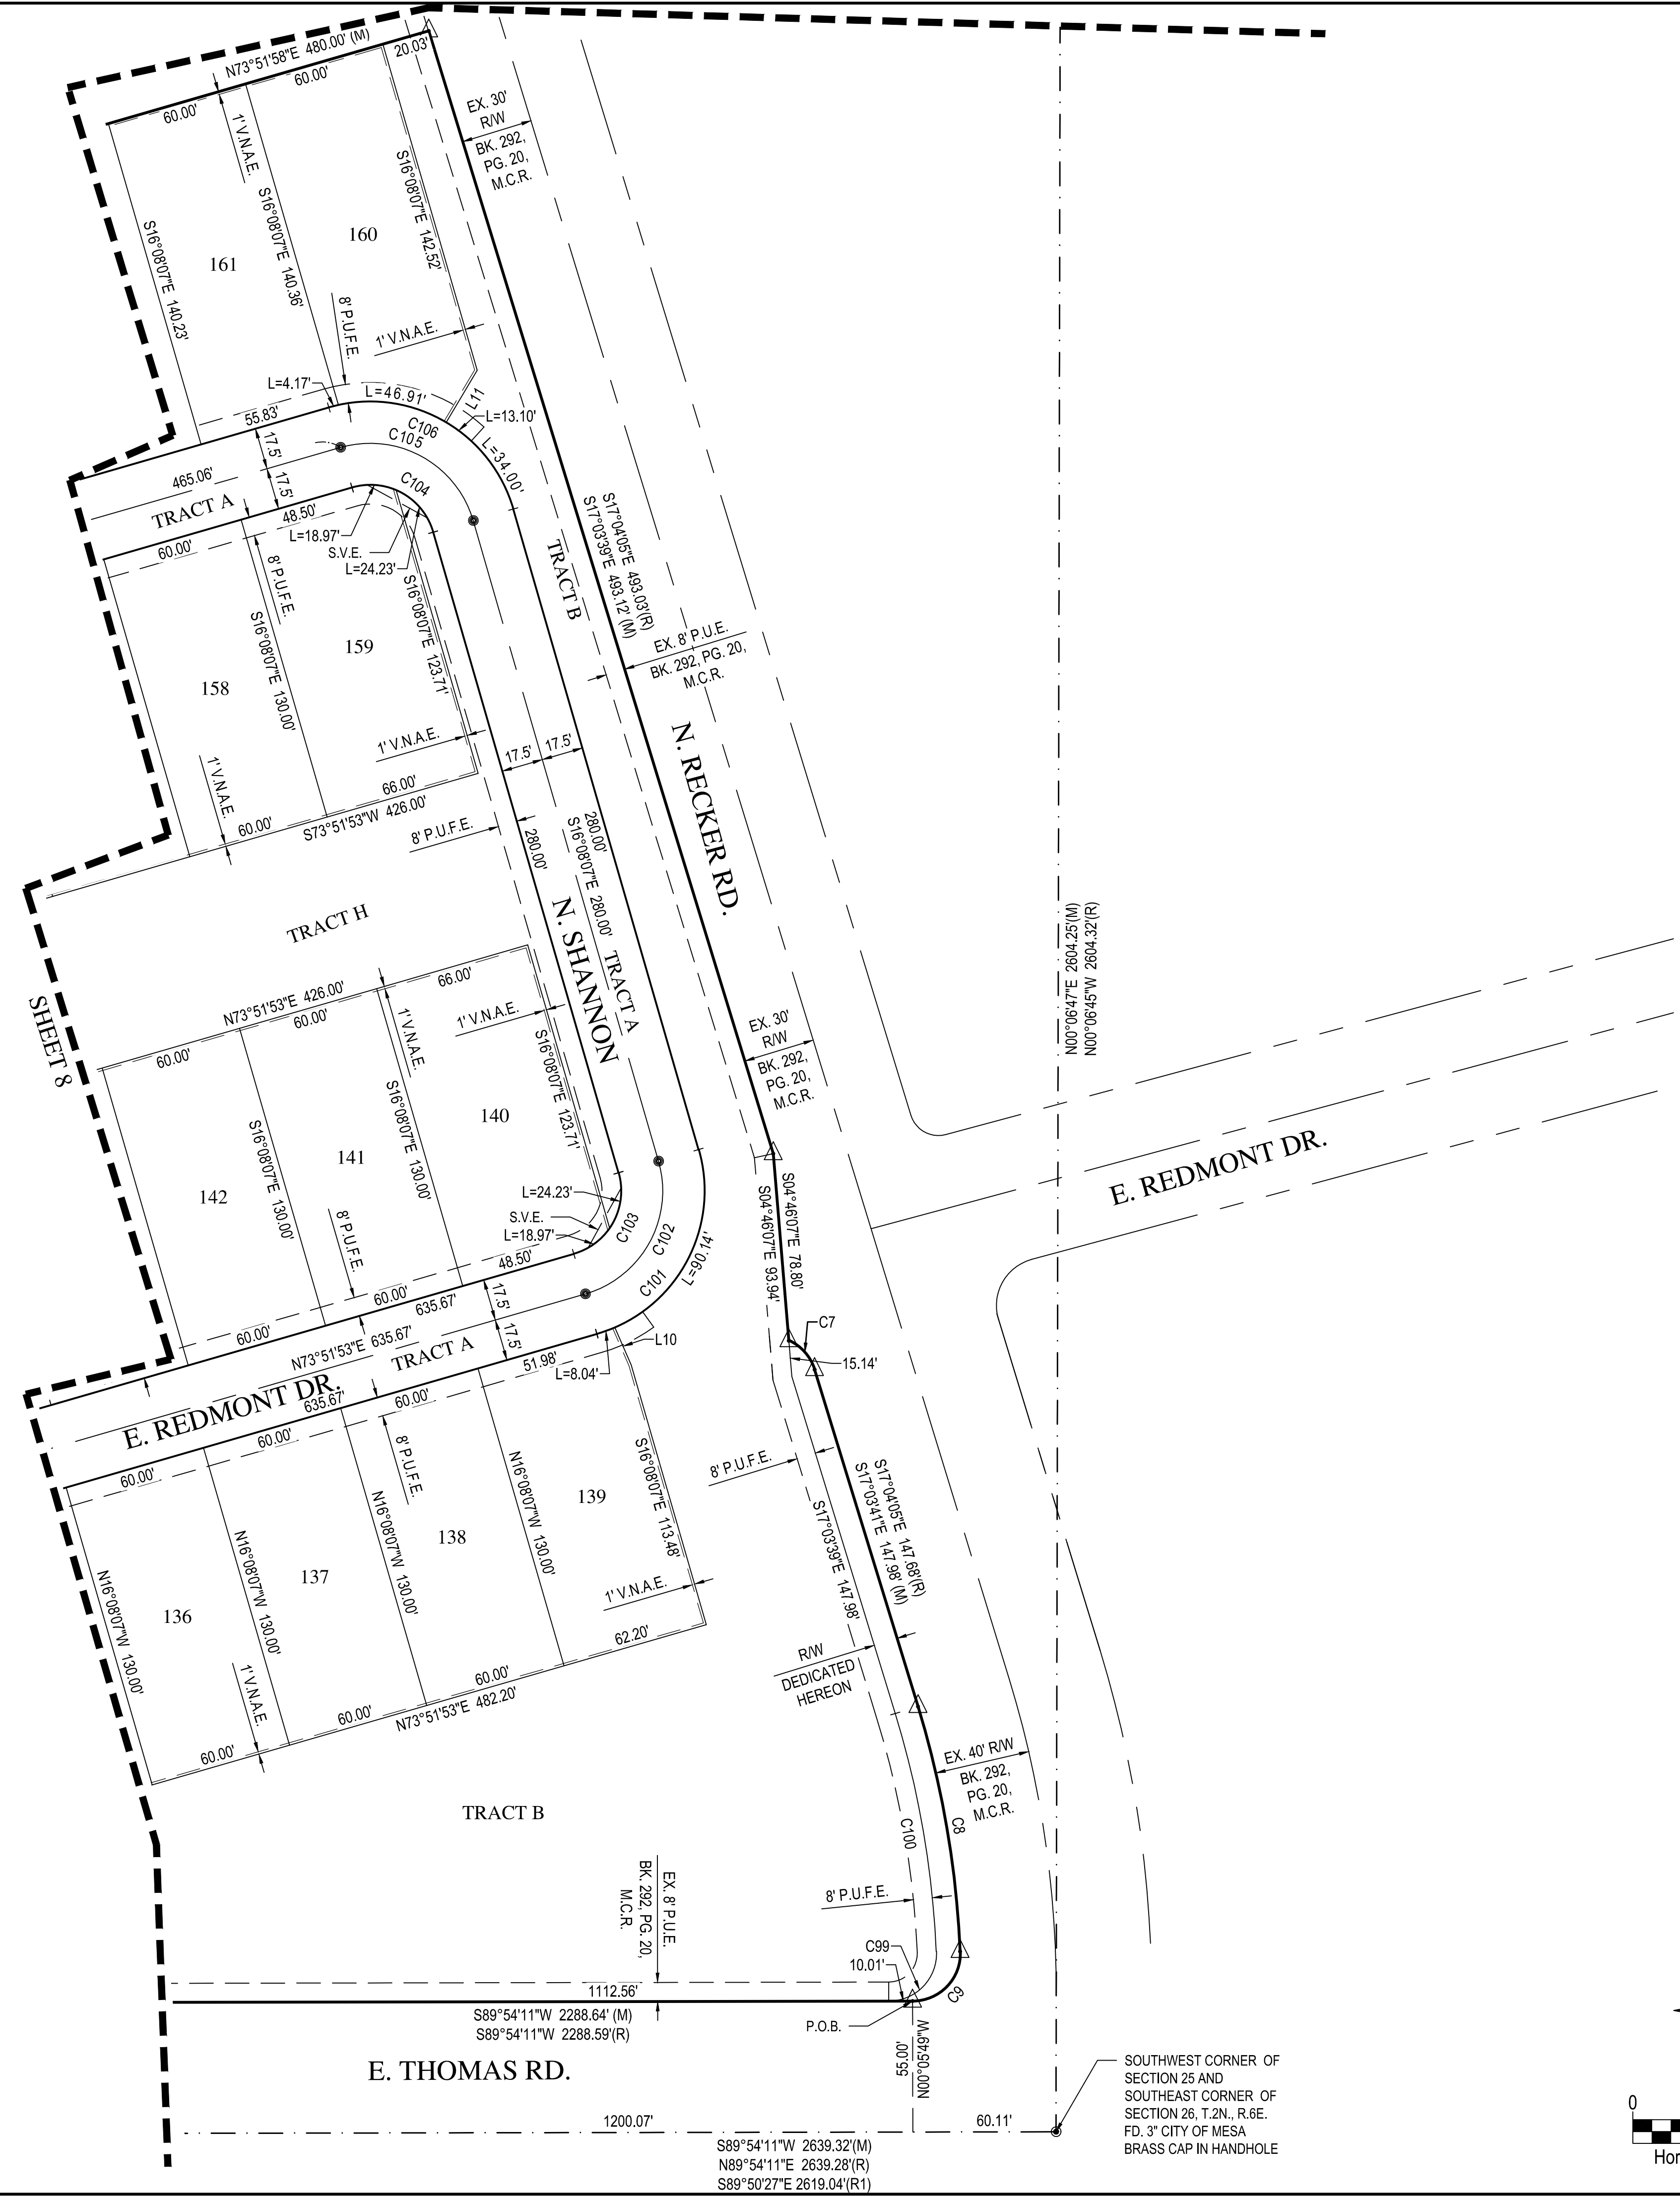 N73°51'58"E  480.00' (M)
20.03'
60.00'
60.00'
1' V.N.A.E.
EX. 30'
R/W
BK. 292,
PG. 20,
M.C.R.
S16°08'07"E  142.52'
S16°08'07"E  140.36'
S16°08'07"E  140.23'
160
161
8' P.U.F.E.
1' V.N.A.E.
L=4.17'
L=46.91'
L11
L=13.10'
55.83'
C106
C105
L=34.00'
17.5'
17.5'
465.06'
TRACT A
C104
48.50'
L=18.97'
S.V.E.
L=24.23'
60.00'
8' P.U.F.E.
S16°08'07"E  123.71'
S16°08'07"E  130.00'
159
158
TRACT B
S17°04'05"E  493.03'(R)
S17°03'39"E  493.12' (M)
EX. 8' P.U.E.
BK. 292, PG. 20,
M.C.R.
1' V.N.A.E.
1' V.N.A.E.
66.00'
60.00'
S73°51'53"W  426.00'
17.5'
17.5'
8' P.U.F.E.
280.00'
280.00'
S16°08'07"E  280.00'
TRACT A
N. SHANNON
N. RECKER RD.
TRACT H
SHEET 8
N00°06'47"E  2604.25'(M)
N00°06'45"W  2604.32'(R)
66.00'
N73°51'53"E  426.00'
60.00'
60.00'
1' V.N.A.E.
1' V.N.A.E.
S16°08'07"E  123.71'
S16°08'07"E  130.00'
S16°08'07"E  130.00'
140
141
142
8' P.U.F.E.
EX. 30'
R/W
BK. 292,
PG. 20,
M.C.R.
E. REDMONT DR.
L=24.23'
S.V.E.
L=18.97'
C103
C102
C101
L=90.14'
S04°46'07"E  78.80'
S04°46'07"E  93.94'
C7
15.14'
48.50'
60.00'
635.67'
60.00'
17.5'
17.5'
N73°51'53"E  635.67'
TRACT A
L10
51.98'
L=8.04'
E. REDMONT DR.
635.67'
60.00'
60.00'
60.00'
8' P.U.F.E.
N16°08'07"W  130.00'
N16°08'07"W  130.00'
N16°08'07"W  130.00'
N16°08'07"W  130.00'
S16°08'07"E  113.48'
139
138
137
136
1' V.N.A.E.
1' V.N.A.E.
62.20'
60.00'
60.00'
60.00'
N73°51'53"E  482.20'
8' P.U.F.E.
S17°04'05"E  147.68'(R)
S17°03'41"E  147.98' (M)
S17°03'39"E  147.98'
R/W
DEDICATED
HEREON
EX. 40' R/W
BK. 292,
PG. 20,
M.C.R.
C8
C100
TRACT B
EX. 8' P.U.E.
BK. 292, PG. 20,
M.C.R.
8' P.U.F.E.
C99
10.01'
C9
1112.56'
S89°54'11"W  2288.64' (M)
S89°54'11"W  2288.59'(R)
P.O.B.
55.00'
N00°05'49"W
E. THOMAS RD.
SOUTHWEST CORNER  OF
SECTION 25 AND
SOUTHEAST CORNER  OF
SECTION 26, T.2N., R.6E.
FD. 3" CITY OF MESA
BRASS CAP IN HANDHOLE
1200.07'
60.11'
S89°54'11"W  2639.32'(M)
N89°54'11"E  2639.28'(R)
S89°50'27"E 2619.04'(R1)
0
Hor